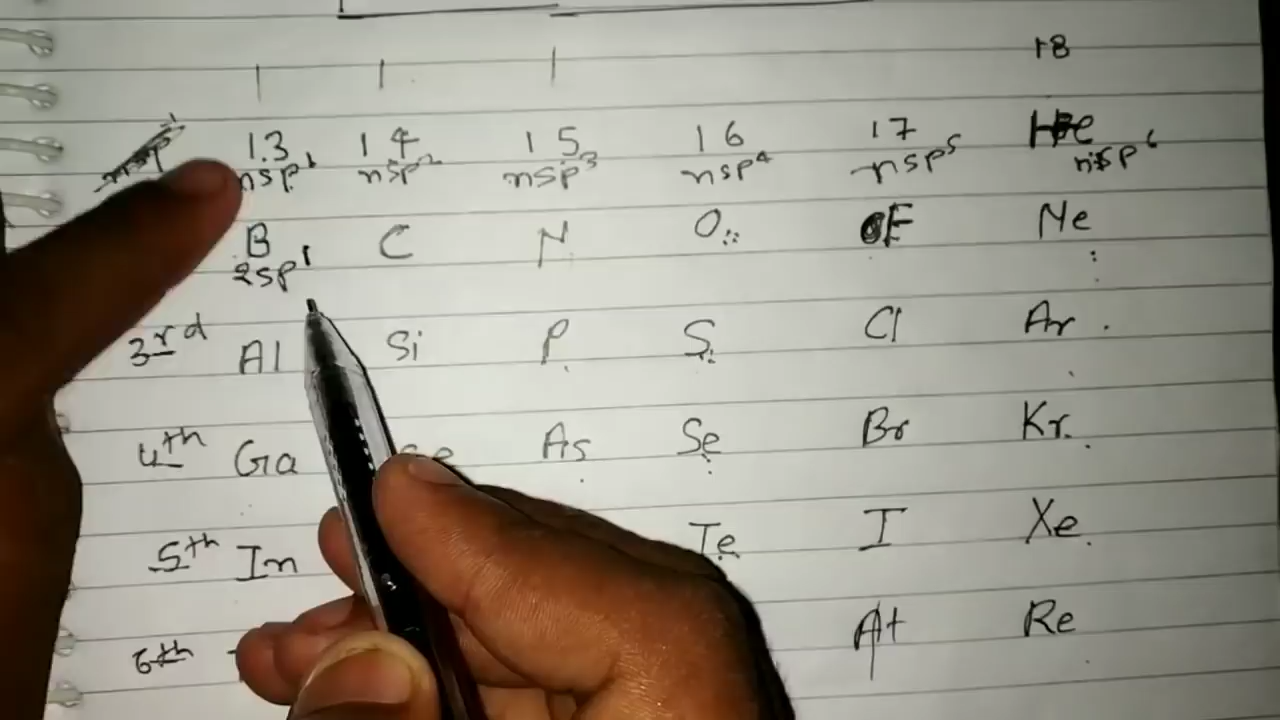 18
13 14 15 16 17 He
nsp¹ nsp² nsp³ nsp⁴ nsp⁵ nsp⁶
B C N O F Ne
2sp¹
3rd Al Si P S Cl Ar
4th Ga As Se Br Kr
5th In Te I Xe
6th At Re